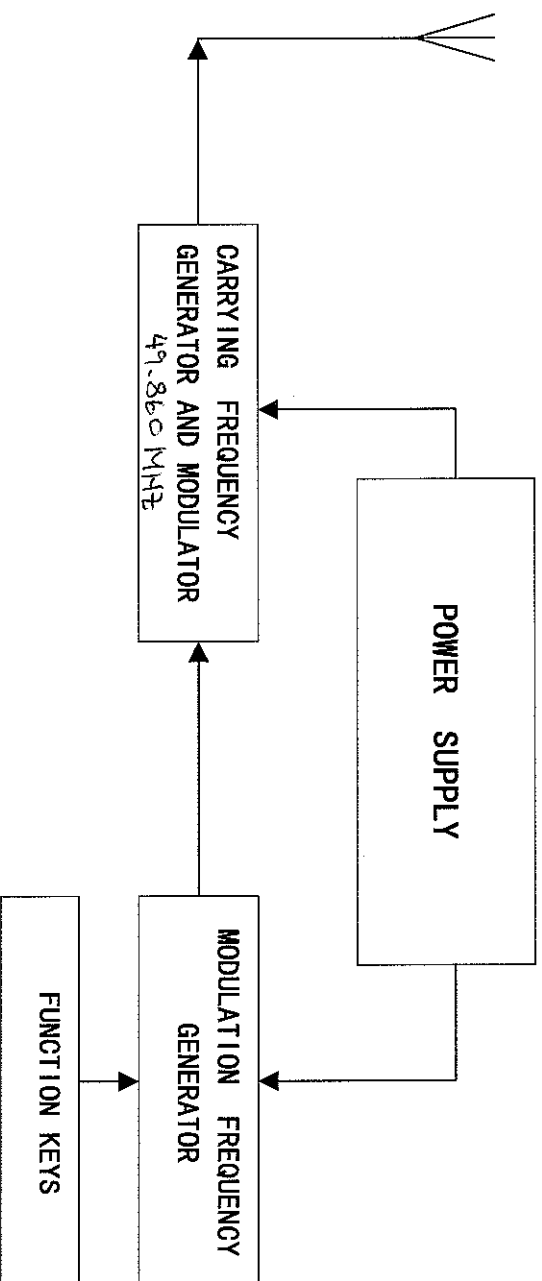 POWER SUPPLY
CARRYING FREQUENCY
GENERATOR AND MODULATOR
49.860 MHZ
MODULATION FREQUENCY
GENERATOR
FUNCTION KEYS